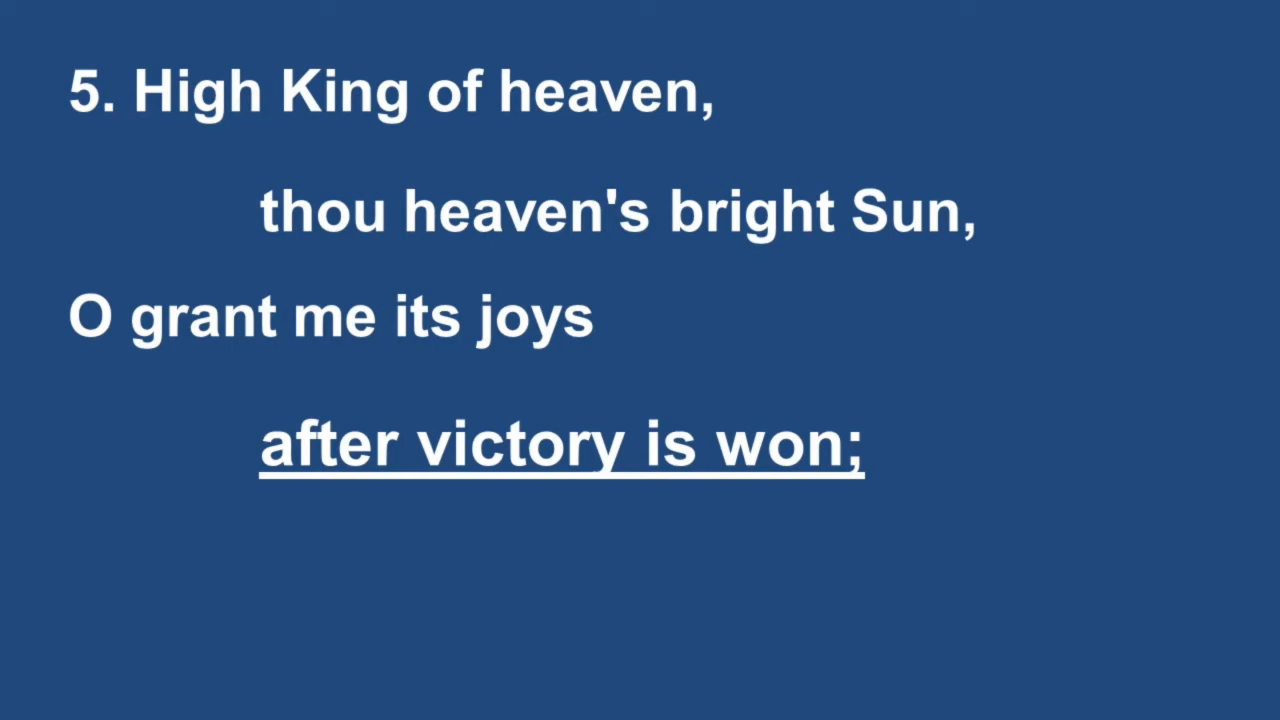 5. High King of heaven,
thou heaven's bright Sun,
O grant me its joys
after victory is won;